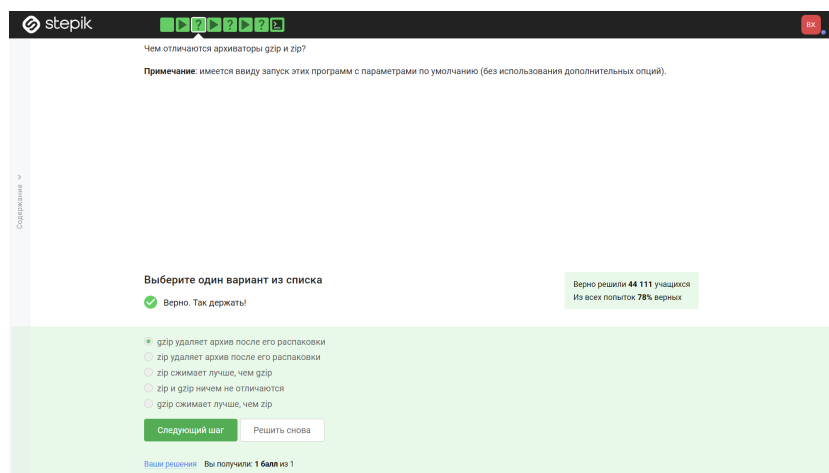 stepik
ВХ
Чем отличаются архиваторы gzip и zip?
Примечание: имеется ввиду запуск этих программ с параметрами по умолчанию (без использования дополнительных опций).
Содержание
Выберите один вариант из списка
Верно. Так держать!
Верно решили 44 111 учащихся
Из всех попыток 78% верных
gzip удаляет архив после его распаковки
zip удаляет архив после его распаковки
zip сжимает лучше, чем gzip
zip и gzip ничем не отличаются
gzip сжимает лучше, чем zip
Следующий шаг Решить снова
Ваши решения Вы получили: 1 балл из 1